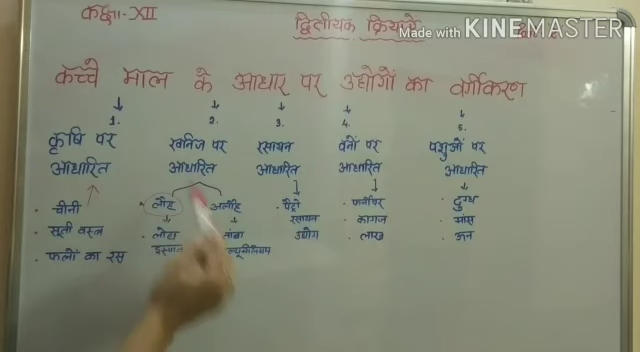 कक्षा-XII
द्वितीयक क्रियाएं
Made with KINEMASTER
कच्चे माल के आधार पर उद्योगों का वर्गीकरण
1. 2. 3. 4. 5.
कृषि पर खनिज पर रसायन वनों पर पशुओं पर
आधारित आधारित आधारित आधारित आधारित
· चीनी · लौह अलौह · पैट्रो · फर्नीचर · दुग्ध
· सूती वस्त्र · लोहा तांबा रसायन · कागज · मांस
· फलों का रस उद्योग · लाख · ऊन